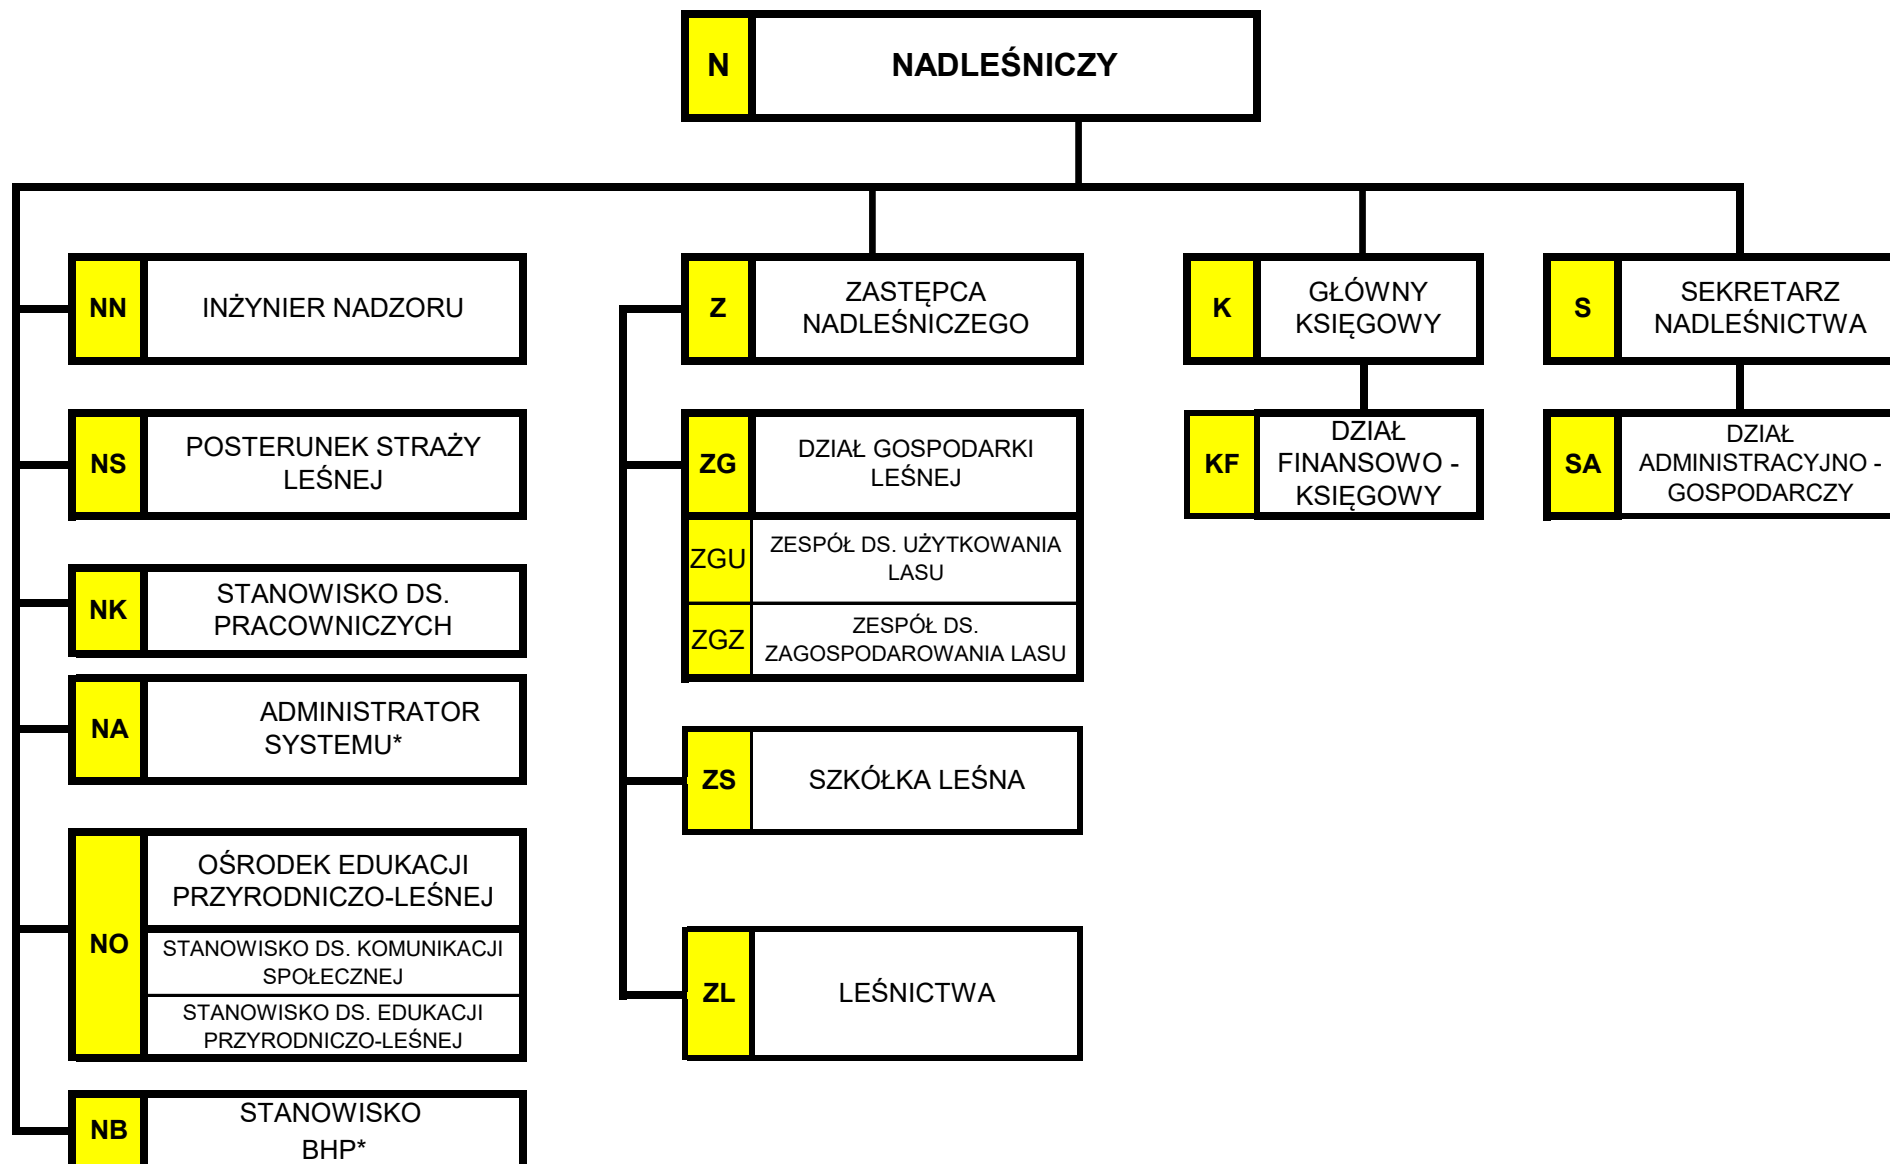 N
NADLEŚNICZY
NN
INŻYNIER NADZORU
NS
POSTERUNEK STRAŻY
LEŚNEJ
NK
STANOWISKO DS.
PRACOWNICZYCH
NA
ADMINISTRATOR
SYSTEMU*
NO
OŚRODEK EDUKACJI
PRZYRODNICZO-LEŚNEJ
STANOWISKO DS. KOMUNIKACJI
SPOŁECZNEJ
STANOWISKO DS. EDUKACJI
PRZYRODNICZO-LEŚNEJ
NB
STANOWISKO
BHP*
Z
ZASTĘPCA
NADLEŚNICZEGO
ZG
DZIAŁ GOSPODARKI
LEŚNEJ
ZGU
ZESPÓŁ DS. UŻYTKOWANIA
LASU
ZGZ
ZESPÓŁ DS.
ZAGOSPODAROWANIA LASU
ZS
SZKÓŁKA LEŚNA
ZL
LEŚNICTWA
K
GŁÓWNY
KSIĘGOWY
KF
DZIAŁ
FINANSOWO -
KSIĘGOWY
S
SEKRETARZ
NADLEŚNICTWA
SA
DZIAŁ
ADMINISTRACYJNO -
GOSPODARCZY